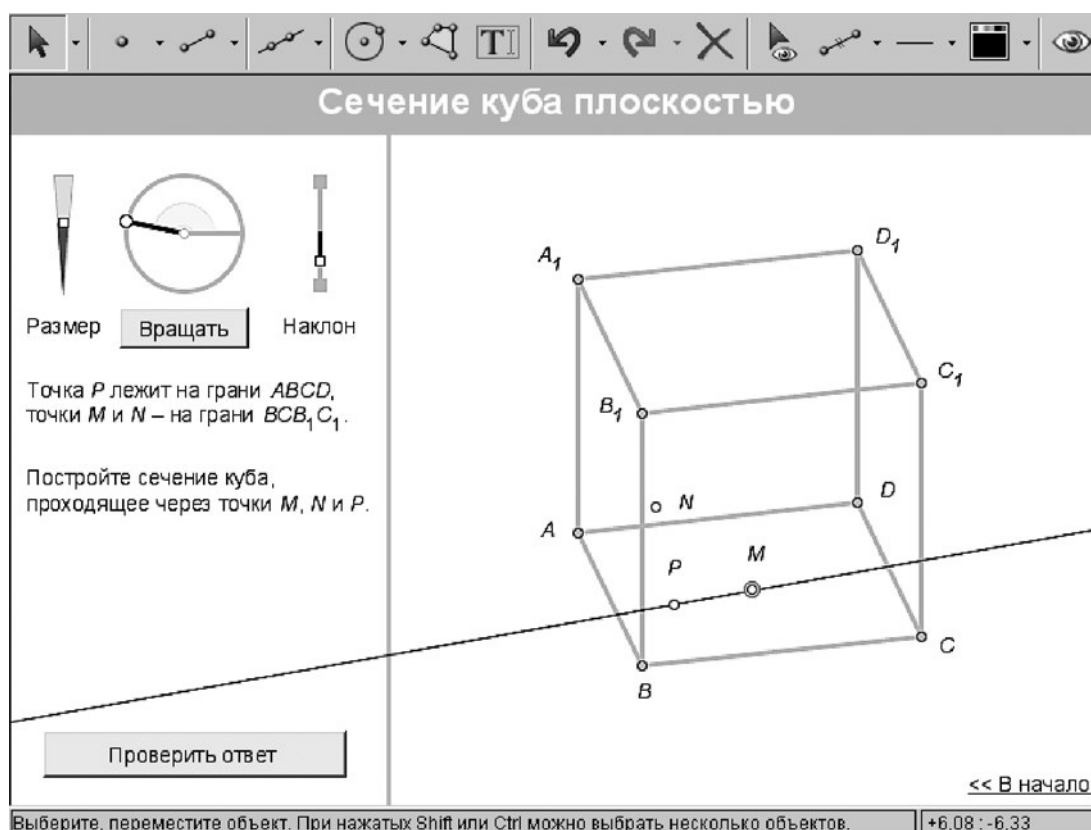 Сечение куба плоскостью
Размер
Вращать
Наклон
Точка P лежит на грани ABCD,
точки M и N – на грани BCB₁C₁.
Постройте сечение куба,
проходящее через точки M, N и P.
Проверить ответ
A₁
D₁
B₁
C₁
N
A
D
P
M
C
B
<< В начало
Выберите, переместите объект. При нажатых Shift или Ctrl можно выбрать несколько объектов.
+6,08 : -6,33